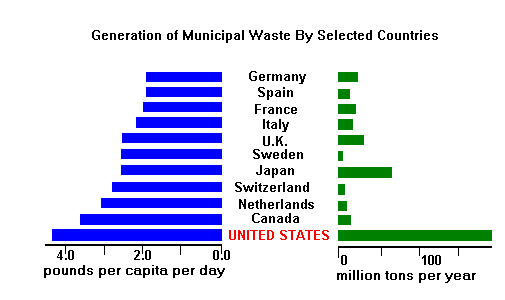 Generation of Municipal Waste By Selected Countries
Germany
Spain
France
Italy
U.K.
Sweden
Japan
Switzerland
Netherlands
Canada
UNITED STATES
4.0 2.0 0.0 0 100
pounds per capita per day million tons per year